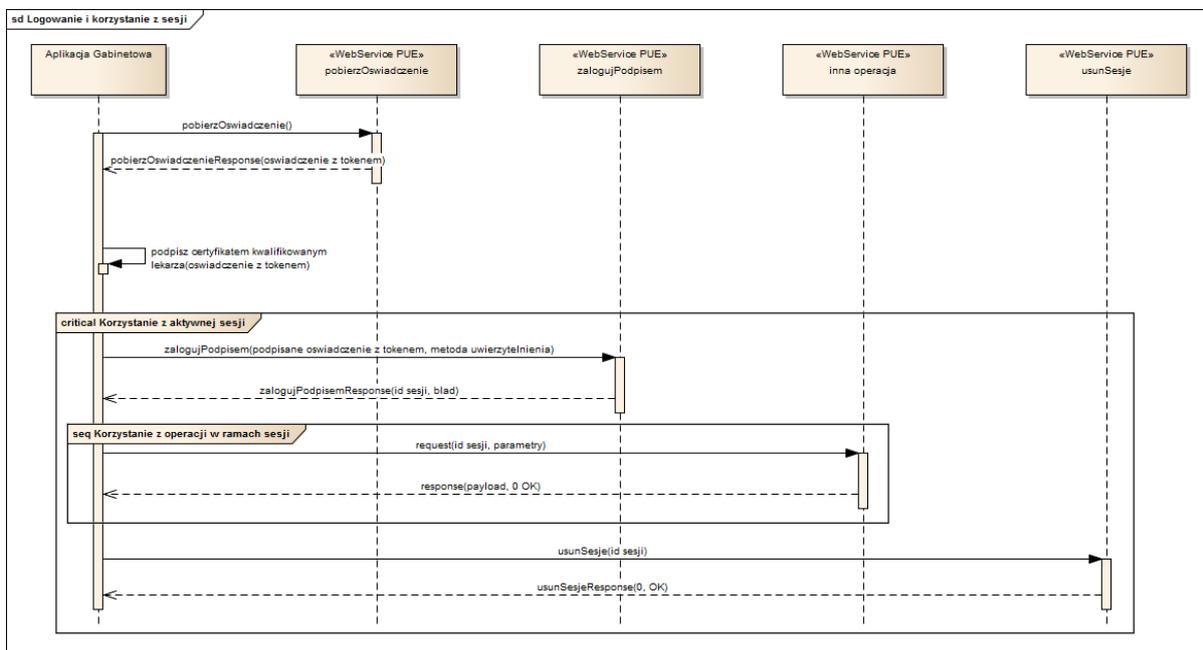 sd Logowanie i korzystanie z sesji
Aplikacja Gabinetowa
«WebService PUE»
pobierzOswiadczenie
«WebService PUE»
zalogujPodpisem
«WebService PUE»
inna operacja
«WebService PUE»
usunSesje
pobierzOswiadczenie()
pobierzOswiadczenieResponse(oswiadczenie z tokenem)
podpisz certyfikatem kwalifikowanym
lekarza(oswiadczenie z tokenem)
critical Korzystanie z aktywnej sesji
zalogujPodpisem(podpisane oswiadczenie z tokenem, metoda uwierzytelnienia)
zalogujPodpisemResponse(id sesji, blad)
seq Korzystanie z operacji w ramach sesji
request(id sesji, parametry)
response(payload, 0 OK)
usunSesje(id sesji)
usunSesjeResponse(0, OK)